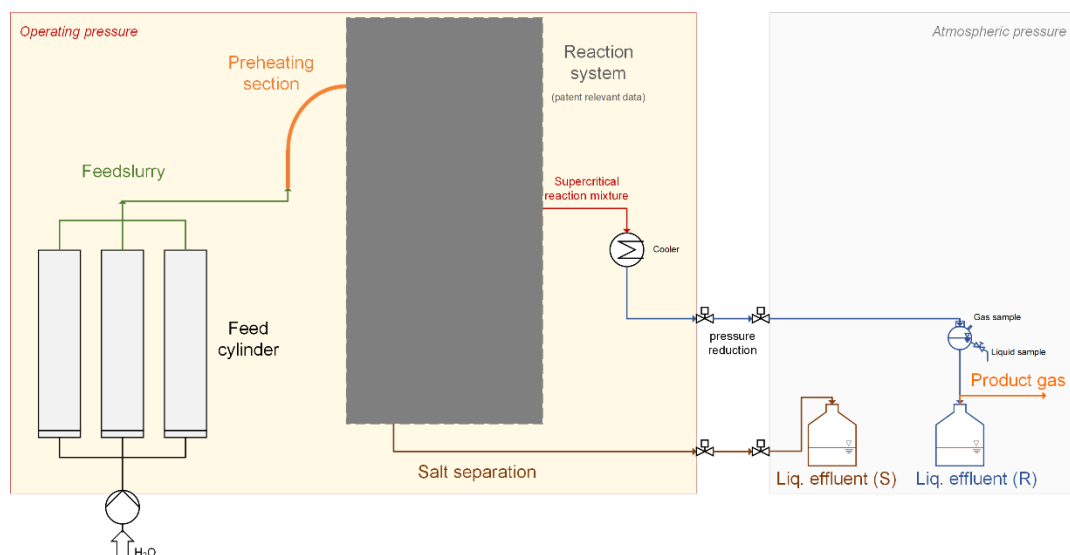 Operating pressure
Atmospheric pressure
Preheating
section
Reaction
system
(patent relevant data)
Feedslurry
Supercritical
reaction mixture
Cooler
Feed
cylinder
pressure
reduction
Gas sample
Liquid sample
Product gas
Salt separation
Liq. effluent (S)
Liq. effluent (R)
H₂O